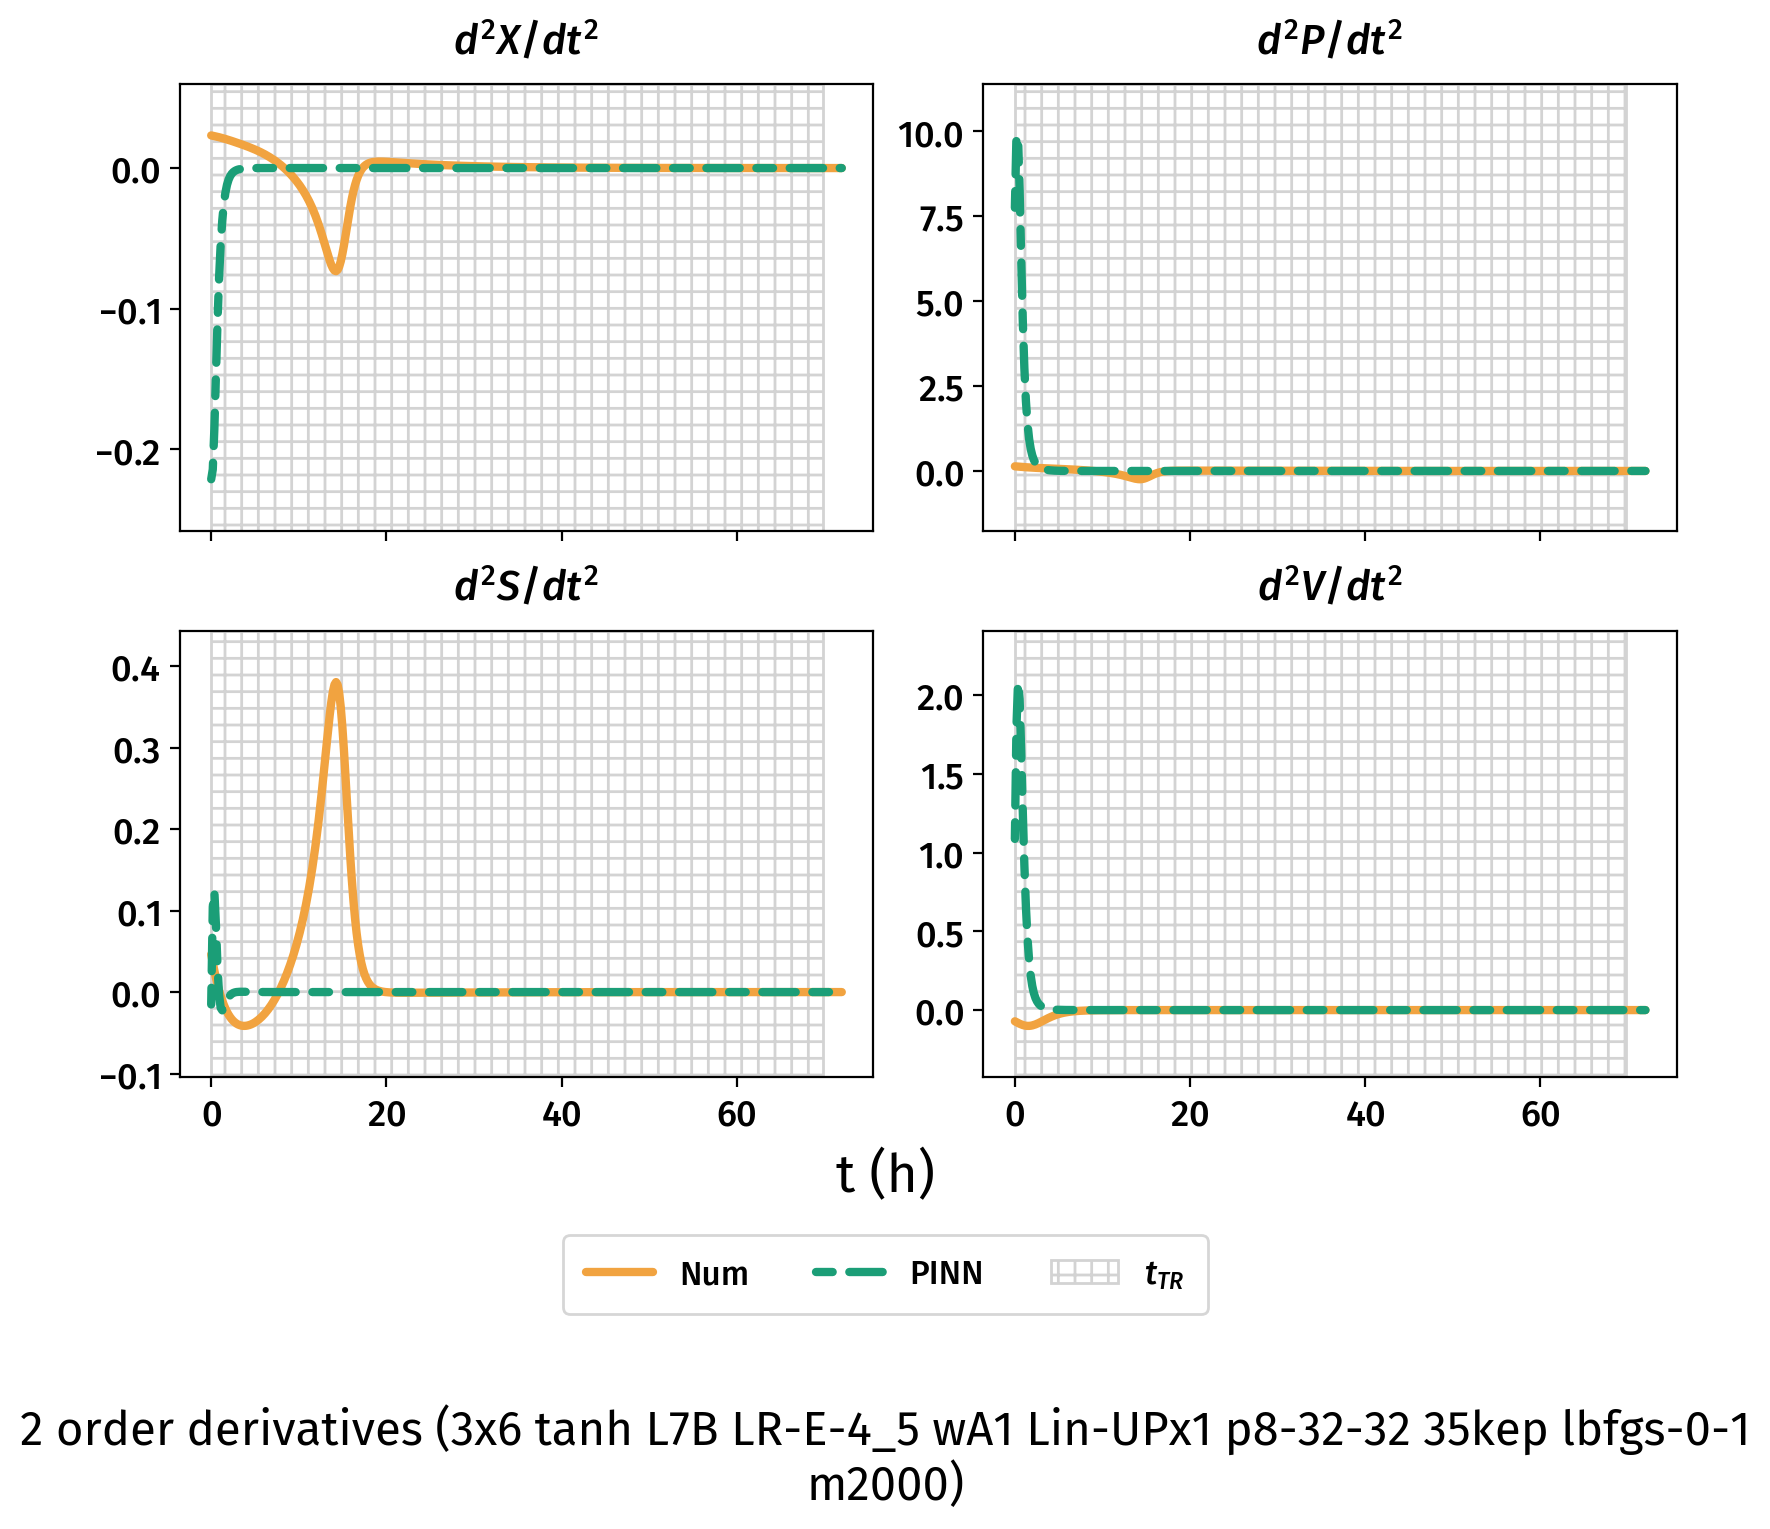 d²X/dt²
d²P/dt²
0.0
−0.1
−0.2
10.0
7.5
5.0
2.5
0.0
d²S/dt²
d²V/dt²
0.4
0.3
0.2
0.1
0.0
−0.1
2.0
1.5
1.0
0.5
0.0
0 20 40 60
0 20 40 60
t (h)
Num PINN t_TR
2 order derivatives (3x6 tanh L7B LR-E-4_5 wA1 Lin-UPx1 p8-32-32 35kep lbfgs-0-1
m2000)